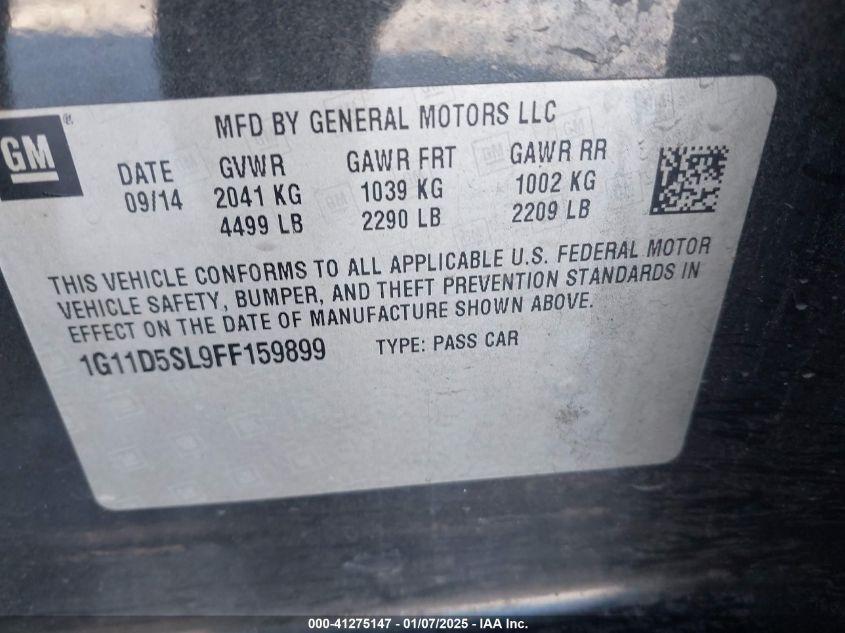 GM®
MFD BY GENERAL MOTORS LLC
DATE GVWR GAWR FRT GAWR RR
09/14 2041 KG 1039 KG 1002 KG
4499 LB 2290 LB 2209 LB
THIS VEHICLE CONFORMS TO ALL APPLICABLE U.S. FEDERAL MOTOR
VEHICLE SAFETY, BUMPER, AND THEFT PREVENTION STANDARDS IN
EFFECT ON THE DATE OF MANUFACTURE SHOWN ABOVE.
1G11D5SL9FF159899 TYPE: PASS CAR
000-41275147 - 01/07/2025 - IAA Inc.